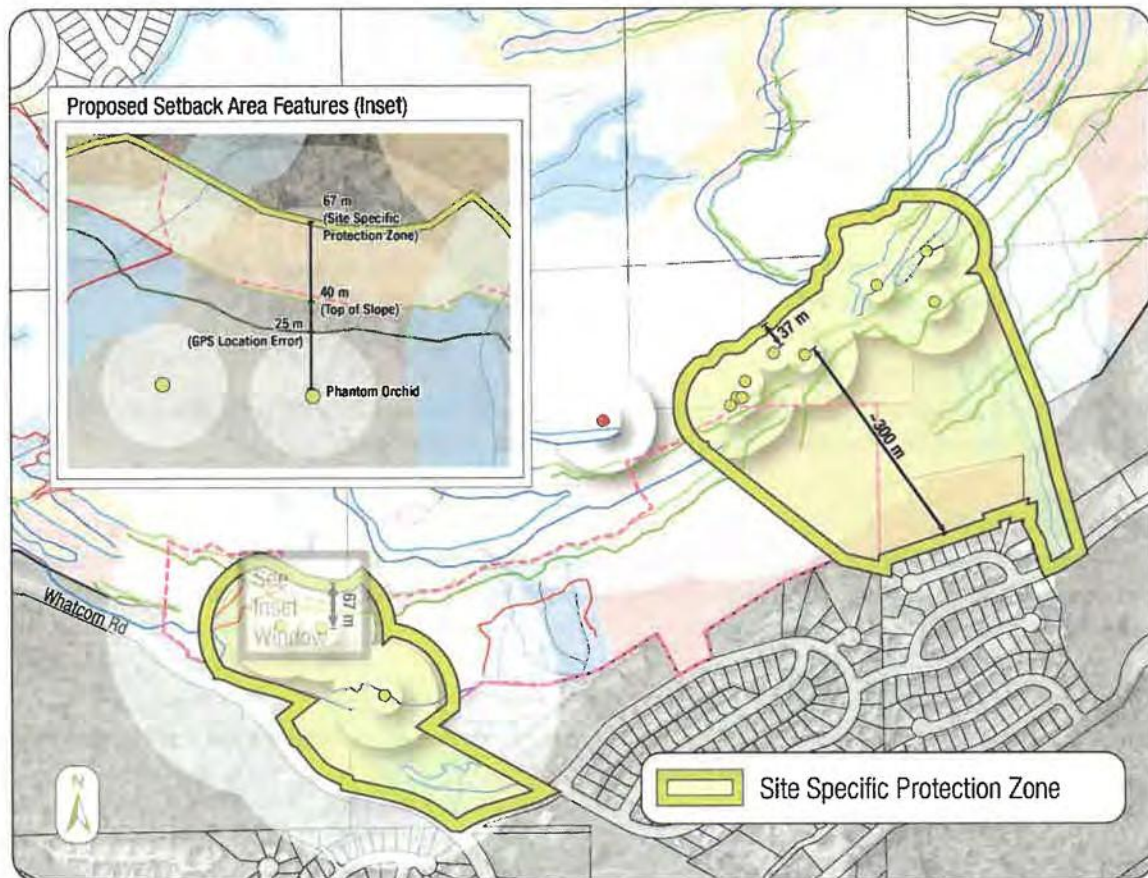 Proposed Setback Area Features (Inset)
67 m
(Site Specific
Protection Zone)
40 m
(Top of Slope)
25 m
(GPS Location Error)
Phantom Orchid
37 m
~300 m
Whatcom Rd
See
Inset
Window
67 m
N
Site Specific Protection Zone